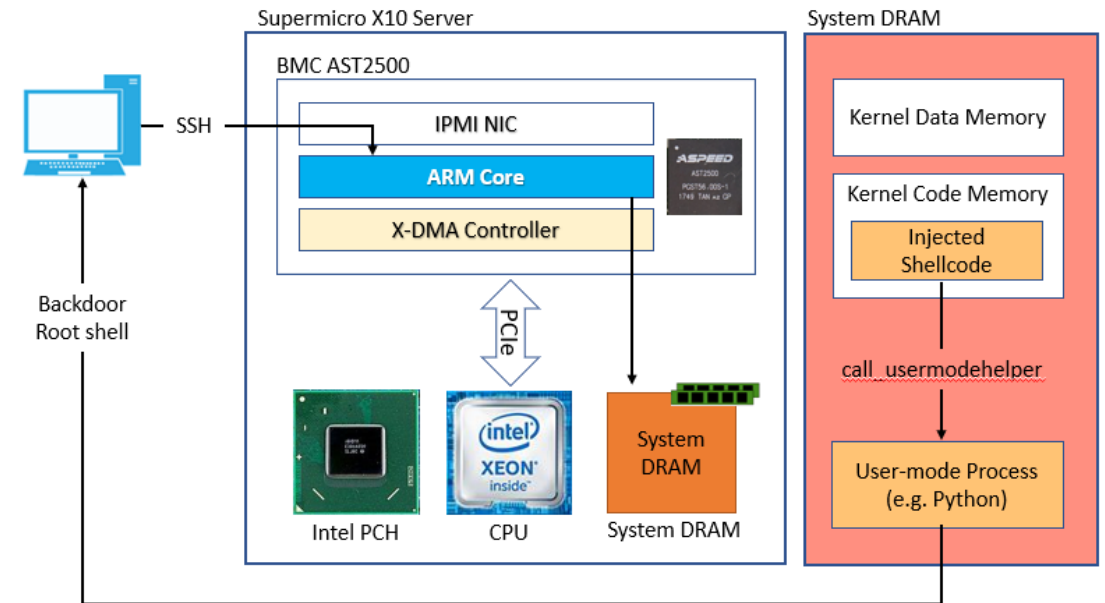 Supermicro X10 Server
System DRAM
BMC AST2500
IPMI NIC
SSH
ARM Core
X-DMA Controller
ASPEED
AST2500
PCIe
Backdoor
Root shell
intel
XEON
inside
Intel PCH
CPU
System
DRAM
System DRAM
Kernel Data Memory
Kernel Code Memory
Injected
Shellcode
call_usermodehelper
User-mode Process
(e.g. Python)